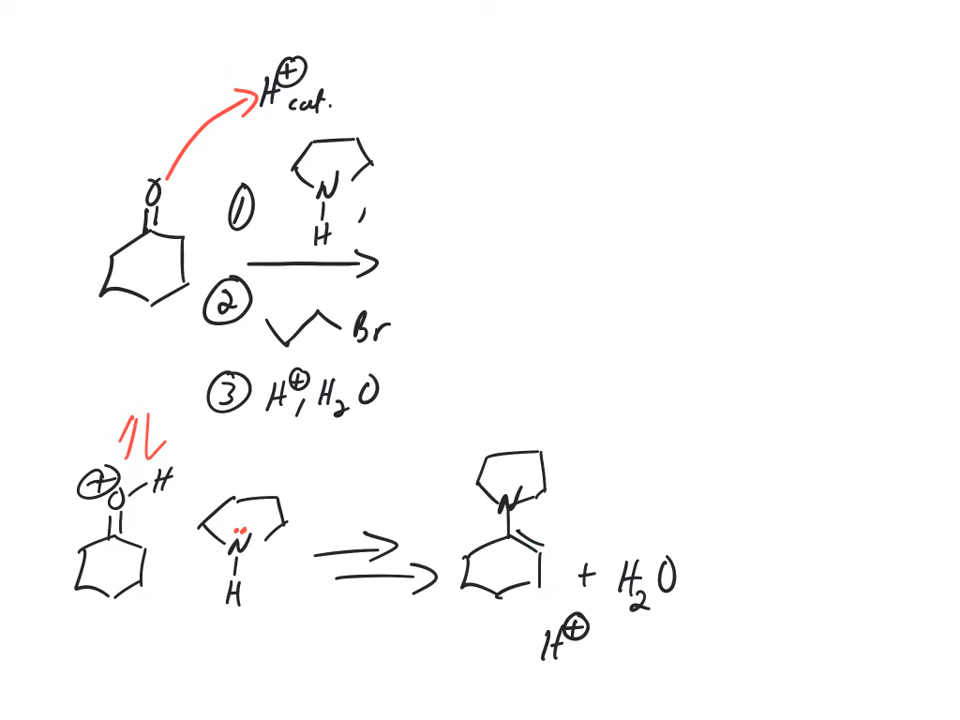 H⊕
cat.
O
①
N
H
,
②
Br
③ H⊕, H₂O
⊕
O H
N
H
N
+ H₂O
H⊕